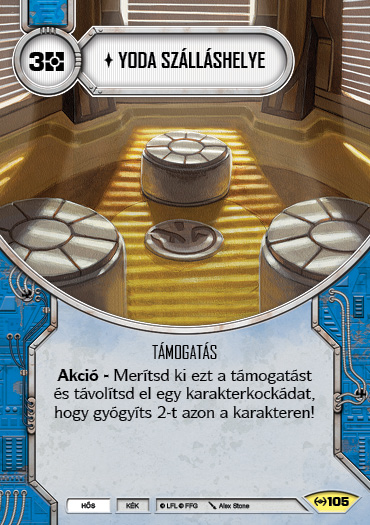 3
YODA SZÁLLÁSHELYE
TÁMOGATÁS
Akció - Merítsd ki ezt a támogatást
és távolítsd el egy karakterkockádat,
hogy gyógyíts 2-t azon a karakteren!
HŐS
KÉK
© LFL © FFG
Alex Stone
105